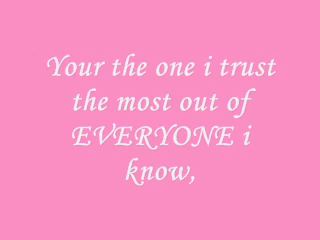 Your the one i trust
the most out of
EVERYONE i
know,